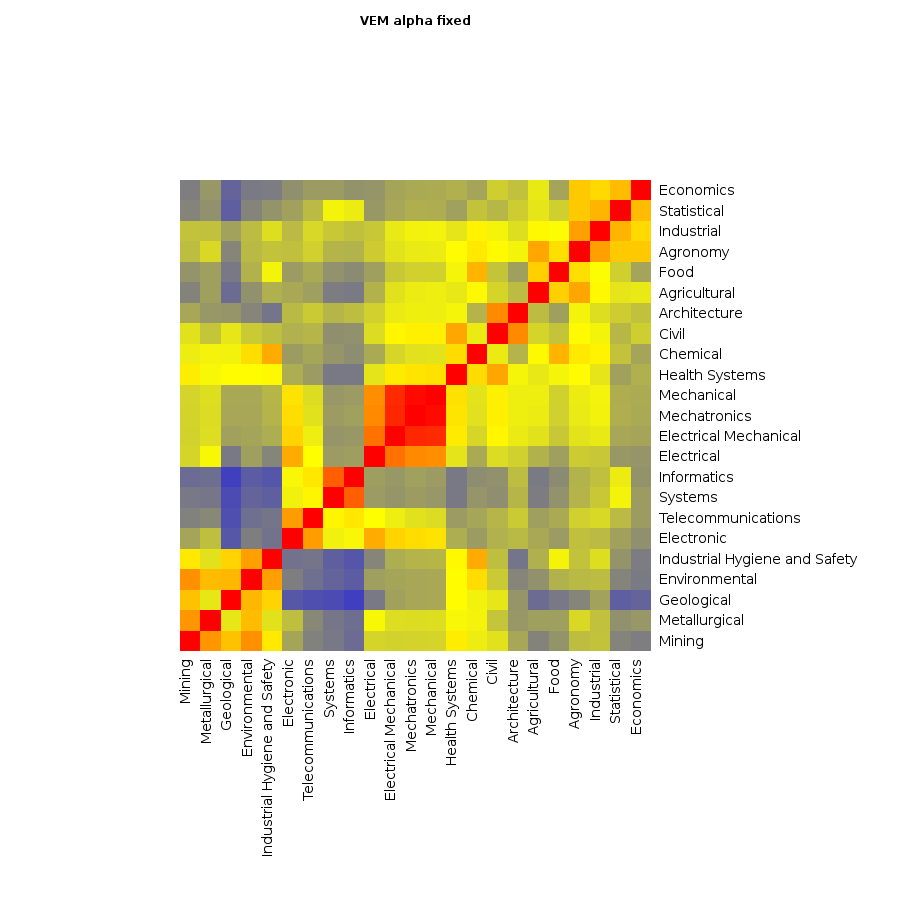 VEM alpha fixed
Economics
Statistical
Industrial
Agronomy
Food
Agricultural
Architecture
Civil
Chemical
Health Systems
Mechanical
Mechatronics
Electrical Mechanical
Electrical
Informatics
Systems
Telecommunications
Electronic
Industrial Hygiene and Safety
Environmental
Geological
Metallurgical
Mining
Mining
Metallurgical
Geological
Environmental
Industrial Hygiene and Safety
Electronic
Telecommunications
Systems
Informatics
Electrical
Electrical Mechanical
Mechatronics
Mechanical
Health Systems
Chemical
Civil
Architecture
Agricultural
Food
Agronomy
Industrial
Statistical
Economics